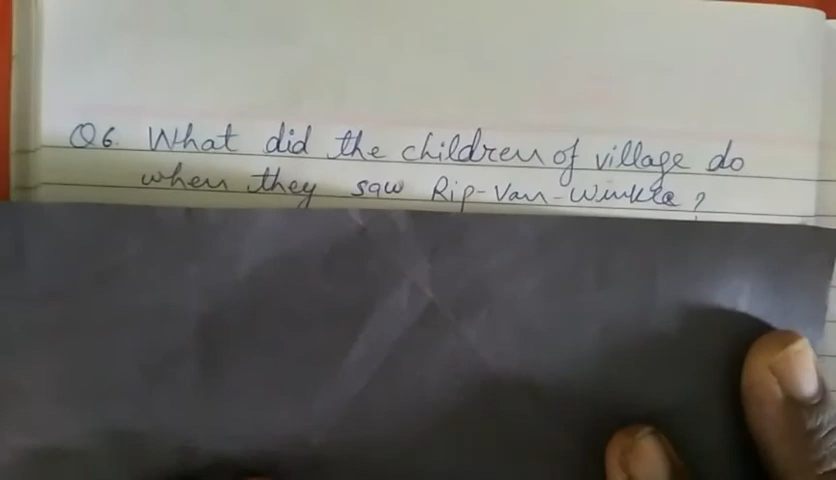 Q6. What did the children of village do
when they saw Rip-Van-Winkle?